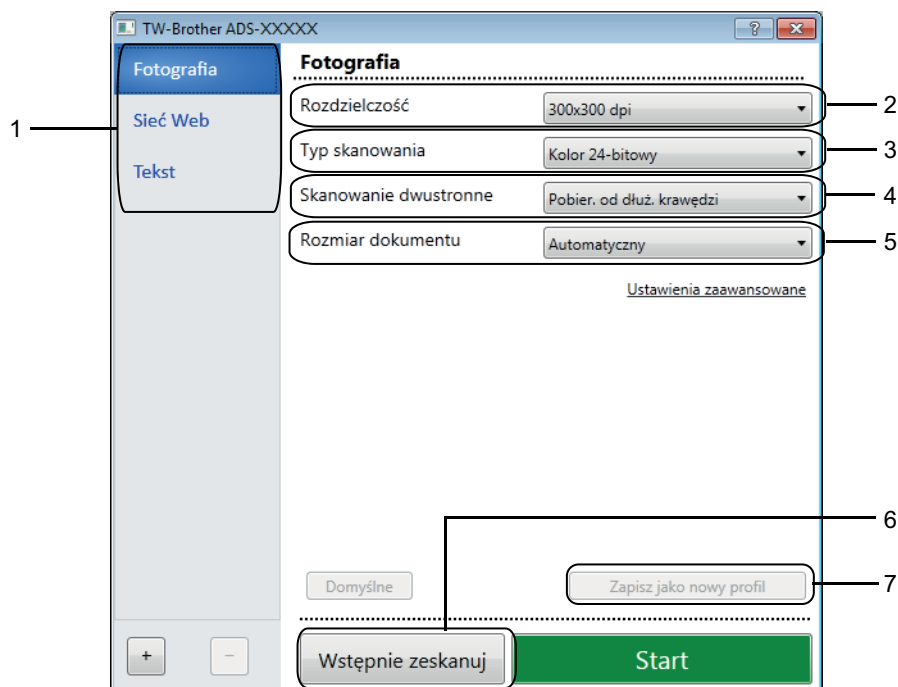 TW-Brother ADS-XXXXX
?
Fotografia
Sieć Web
Tekst
1
Fotografia
Rozdzielczość 300x300 dpi 2
Typ skanowania Kolor 24-bitowy 3
Skanowanie dwustronne Pobier. od dłuż. krawędzi 4
Rozmiar dokumentu Automatyczny 5
Ustawienia zaawansowane
6
Domyślne Zapisz jako nowy profil 7
+ −
Wstępnie zeskanuj Start